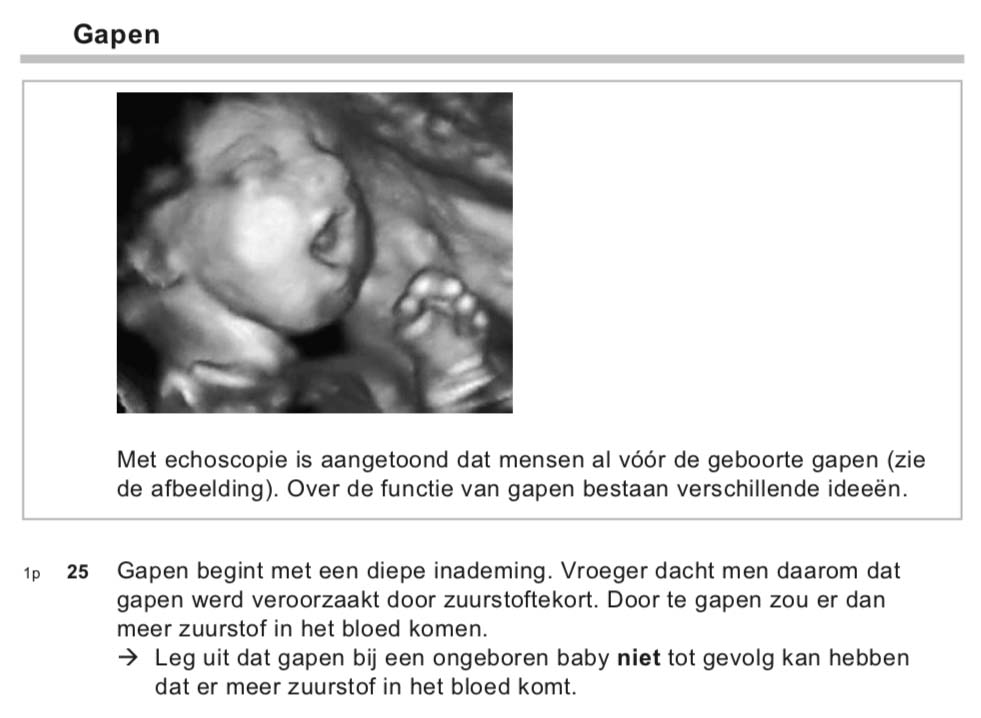 Gapen
Met echoscopie is aangetoond dat mensen al vóór de geboorte gapen (zie
de afbeelding). Over de functie van gapen bestaan verschillende ideeën.
1p 25 Gapen begint met een diepe inademing. Vroeger dacht men daarom dat
gapen werd veroorzaakt door zuurstoftekort. Door te gapen zou er dan
meer zuurstof in het bloed komen.
→ Leg uit dat gapen bij een ongeboren baby niet tot gevolg kan hebben
dat er meer zuurstof in het bloed komt.